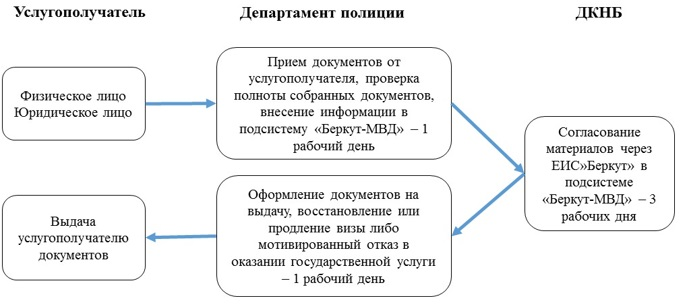 Услугополучатель
Департамент полиции
ДКНБ
Физическое лицо
Юридическое лицо
Прием документов от
услугополучателя, проверка
полноты собранных документов,
внесение информации в
подсистему «Беркут-МВД» – 1
рабочий день
Согласование
материалов через
ЕИС»Беркут» в
подсистеме
«Беркут-МВД» – 3
рабочих дня
Оформление документов на
выдачу, восстановление или
продление визы либо
мотивированный отказ в
оказании государственной услуги
– 1 рабочий день
Выдача
услугополучателю
документов